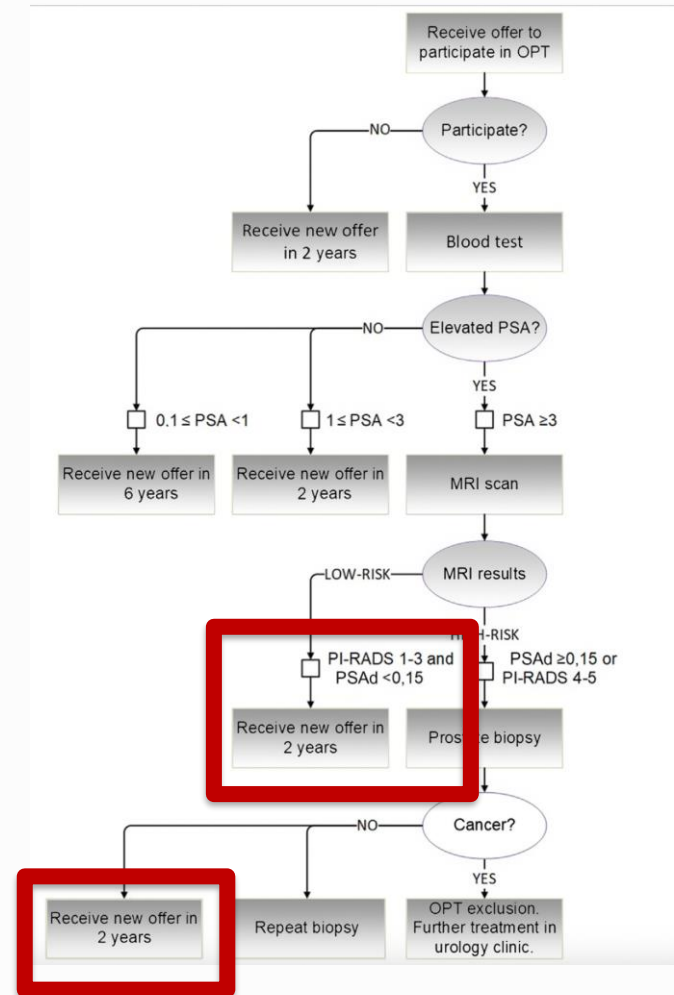 Receive offer to
participate in OPT
Participate?
NO
YES
Receive new offer
in 2 years
Blood test
Elevated PSA?
NO
YES
0.1 ≤ PSA <1
1 ≤ PSA <3
PSA ≥3
Receive new offer in
6 years
Receive new offer in
2 years
MRI scan
MRI results
LOW-RISK
H-RISK
PI-RADS 1-3 and
PSAd <0,15
PSAd ≥0,15 or
PI-RADS 4-5
Receive new offer in
2 years
biopsy
Cancer?
NO
YES
Receive new offer in
2 years
Repeat biopsy
OPT exclusion.
Further treatment in
urology clinic.